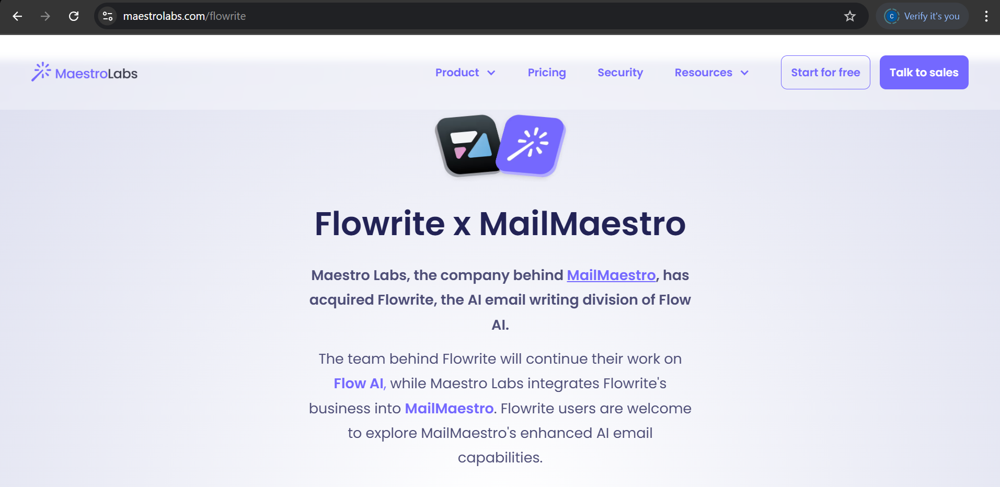 maestrolabs.com/flowrite
C Verify it's you
MaestroLabs
Product
Pricing
Security
Resources
Start for free
Talk to sales
Flowrite x MailMaestro
Maestro Labs, the company behind MailMaestro, has
acquired Flowrite, the AI email writing division of Flow
AI.
The team behind Flowrite will continue their work on
Flow AI, while Maestro Labs integrates Flowrite's
business into MailMaestro. Flowrite users are welcome
to explore MailMaestro's enhanced AI email
capabilities.